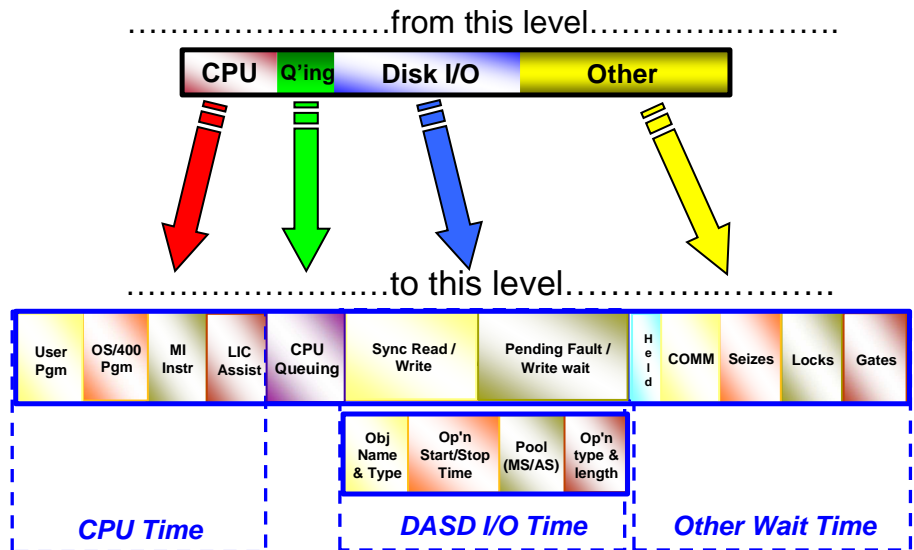 …………………….…from this level…………..……….
CPU
Q'ing
Disk I/O
Other
…………………..…to this level…………..……….
User
Pgm
OS/400
Pgm
MI
Instr
LIC
Assist
CPU
Queuing
Sync Read /
Write
Pending Fault /
Write wait
H
e
l
d
COMM
Seizes
Locks
Gates
Obj
Name
& Type
Op'n
Start/Stop
Time
Pool
(MS/AS)
Op'n
type &
length
CPU Time
DASD I/O Time
Other Wait Time